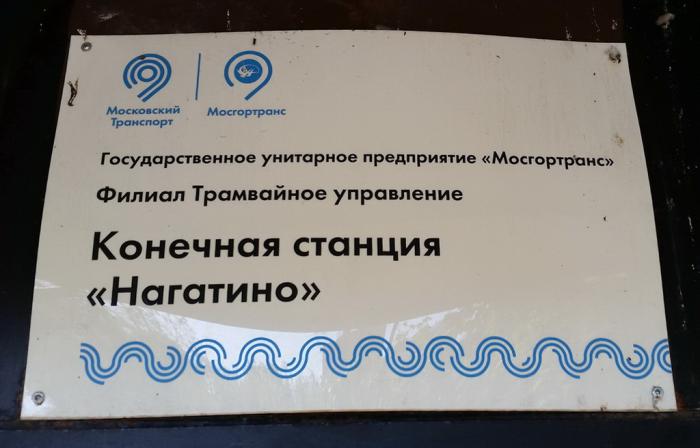 Московский
Транспорт
Мосгортранс
Государственное унитарное предприятие «Мосгортранс»
Филиал Трамвайное управление
Конечная станция
«Нагатино»